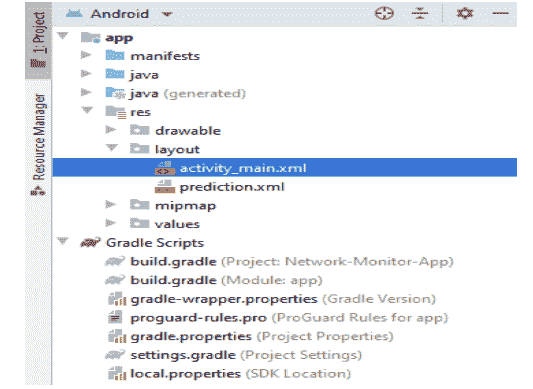 1: Project
Resource Manager
Android
app
manifests
java
java (generated)
res
drawable
layout
activity_main.xml
prediction.xml
mipmap
values
Gradle Scripts
build.gradle (Project: Network-Monitor-App)
build.gradle (Module: app)
gradle-wrapper.properties (Gradle Version)
proguard-rules.pro (ProGuard Rules for app)
gradle.properties (Project Properties)
settings.gradle (Project Settings)
local.properties (SDK Location)